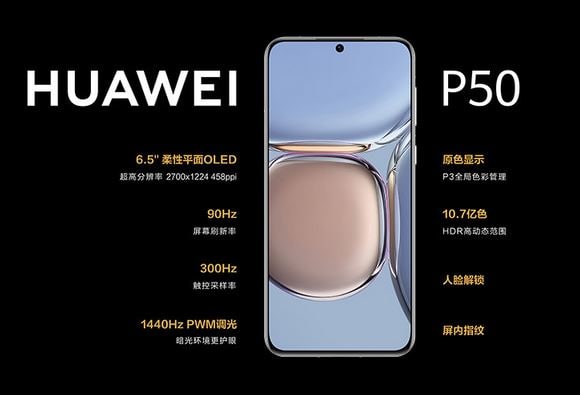 HUAWEI
P50
6.5" 柔性平面OLED
超高分辨率 2700x1224 458ppi
90Hz
屏幕刷新率
300Hz
触控采样率
1440Hz PWM调光
暗光环境更护眼
原色显示
P3全局色彩管理
10.7亿色
HDR高动态范围
人脸解锁
屏内指纹